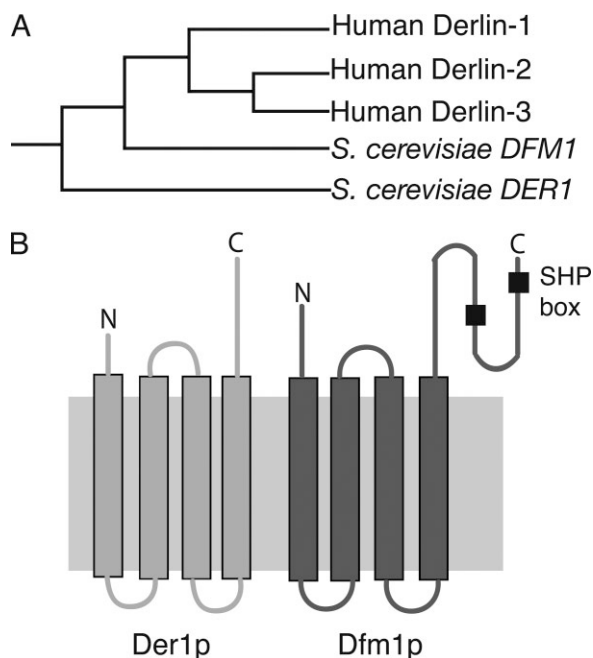 A
Human Derlin-1
Human Derlin-2
Human Derlin-3
S. cerevisiae DFM1
S. cerevisiae DER1
B
N
C
N
C
SHP
box
Der1p
Dfm1p